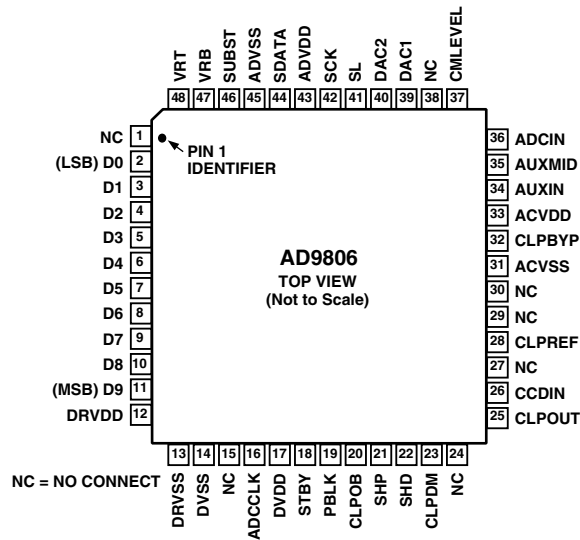 VRT VRB SUBST ADVSS SDATA ADVDD SCK SL DAC2 DAC1 NC CMLEVEL
48 47 46 45 44 43 42 41 40 39 38 37
NC 1
(LSB) D0 2
D1 3
D2 4
D3 5
D4 6
D5 7
D6 8
D7 9
D8 10
(MSB) D9 11
DRVDD 12
PIN 1
IDENTIFIER
AD9806
TOP VIEW
(Not to Scale)
36 ADCIN
35 AUXMID
34 AUXIN
33 ACVDD
32 CLPBYP
31 ACVSS
30 NC
29 NC
28 CLPREF
27 NC
26 CCDIN
25 CLPOUT
13 14 15 16 17 18 19 20 21 22 23 24
DRVSS DVSS NC ADCCLK DVDD STBY PBLK CLPOB SHP SHD CLPDM NC
NC = NO CONNECT